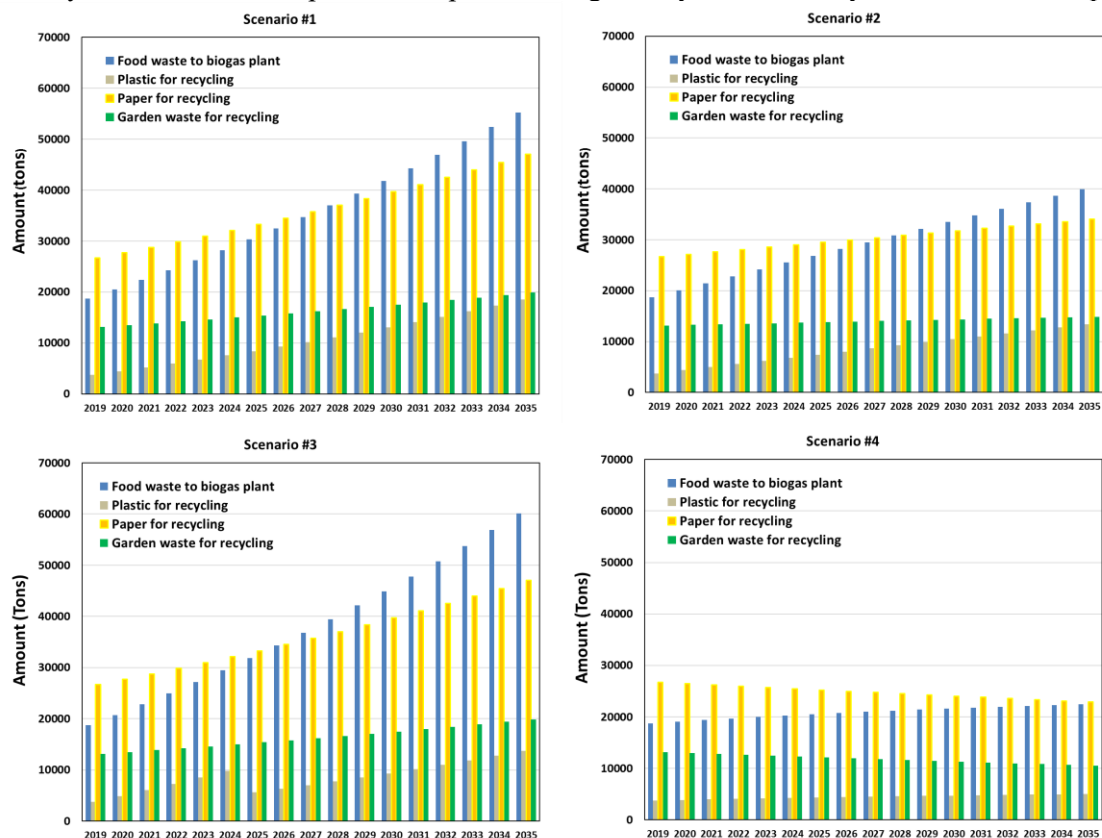 Scenario #1
70000
60000
50000
40000
30000
20000
10000
0
Amount (tons)
Food waste to biogas plant
Plastic for recycling
Paper for recycling
Garden waste for recycling
2019 2020 2021 2022 2023 2024 2025 2026 2027 2028 2029 2030 2031 2032 2033 2034 2035
Scenario #2
70000
60000
50000
40000
30000
20000
10000
0
Amount (tons)
Food waste to biogas plant
Plastic for recycling
Paper for recycling
Garden waste for recycling
2019 2020 2021 2022 2023 2024 2025 2026 2027 2028 2029 2030 2031 2032 2033 2034 2035
Scenario #3
70000
60000
50000
40000
30000
20000
10000
0
Amount (Tons)
Food waste to biogas plant
Plastic for recycling
Paper for recycling
Garden waste for recycling
2019 2020 2021 2022 2023 2024 2025 2026 2027 2028 2029 2030 2031 2032 2033 2034 2035
Scenario #4
70000
60000
50000
40000
30000
20000
10000
0
Amount (Tons)
Food waste to biogas plant
Plastic for recycling
Paper for recycling
Garden waste for recycling
2019 2020 2021 2022 2023 2024 2025 2026 2027 2028 2029 2030 2031 2032 2033 2034 2035